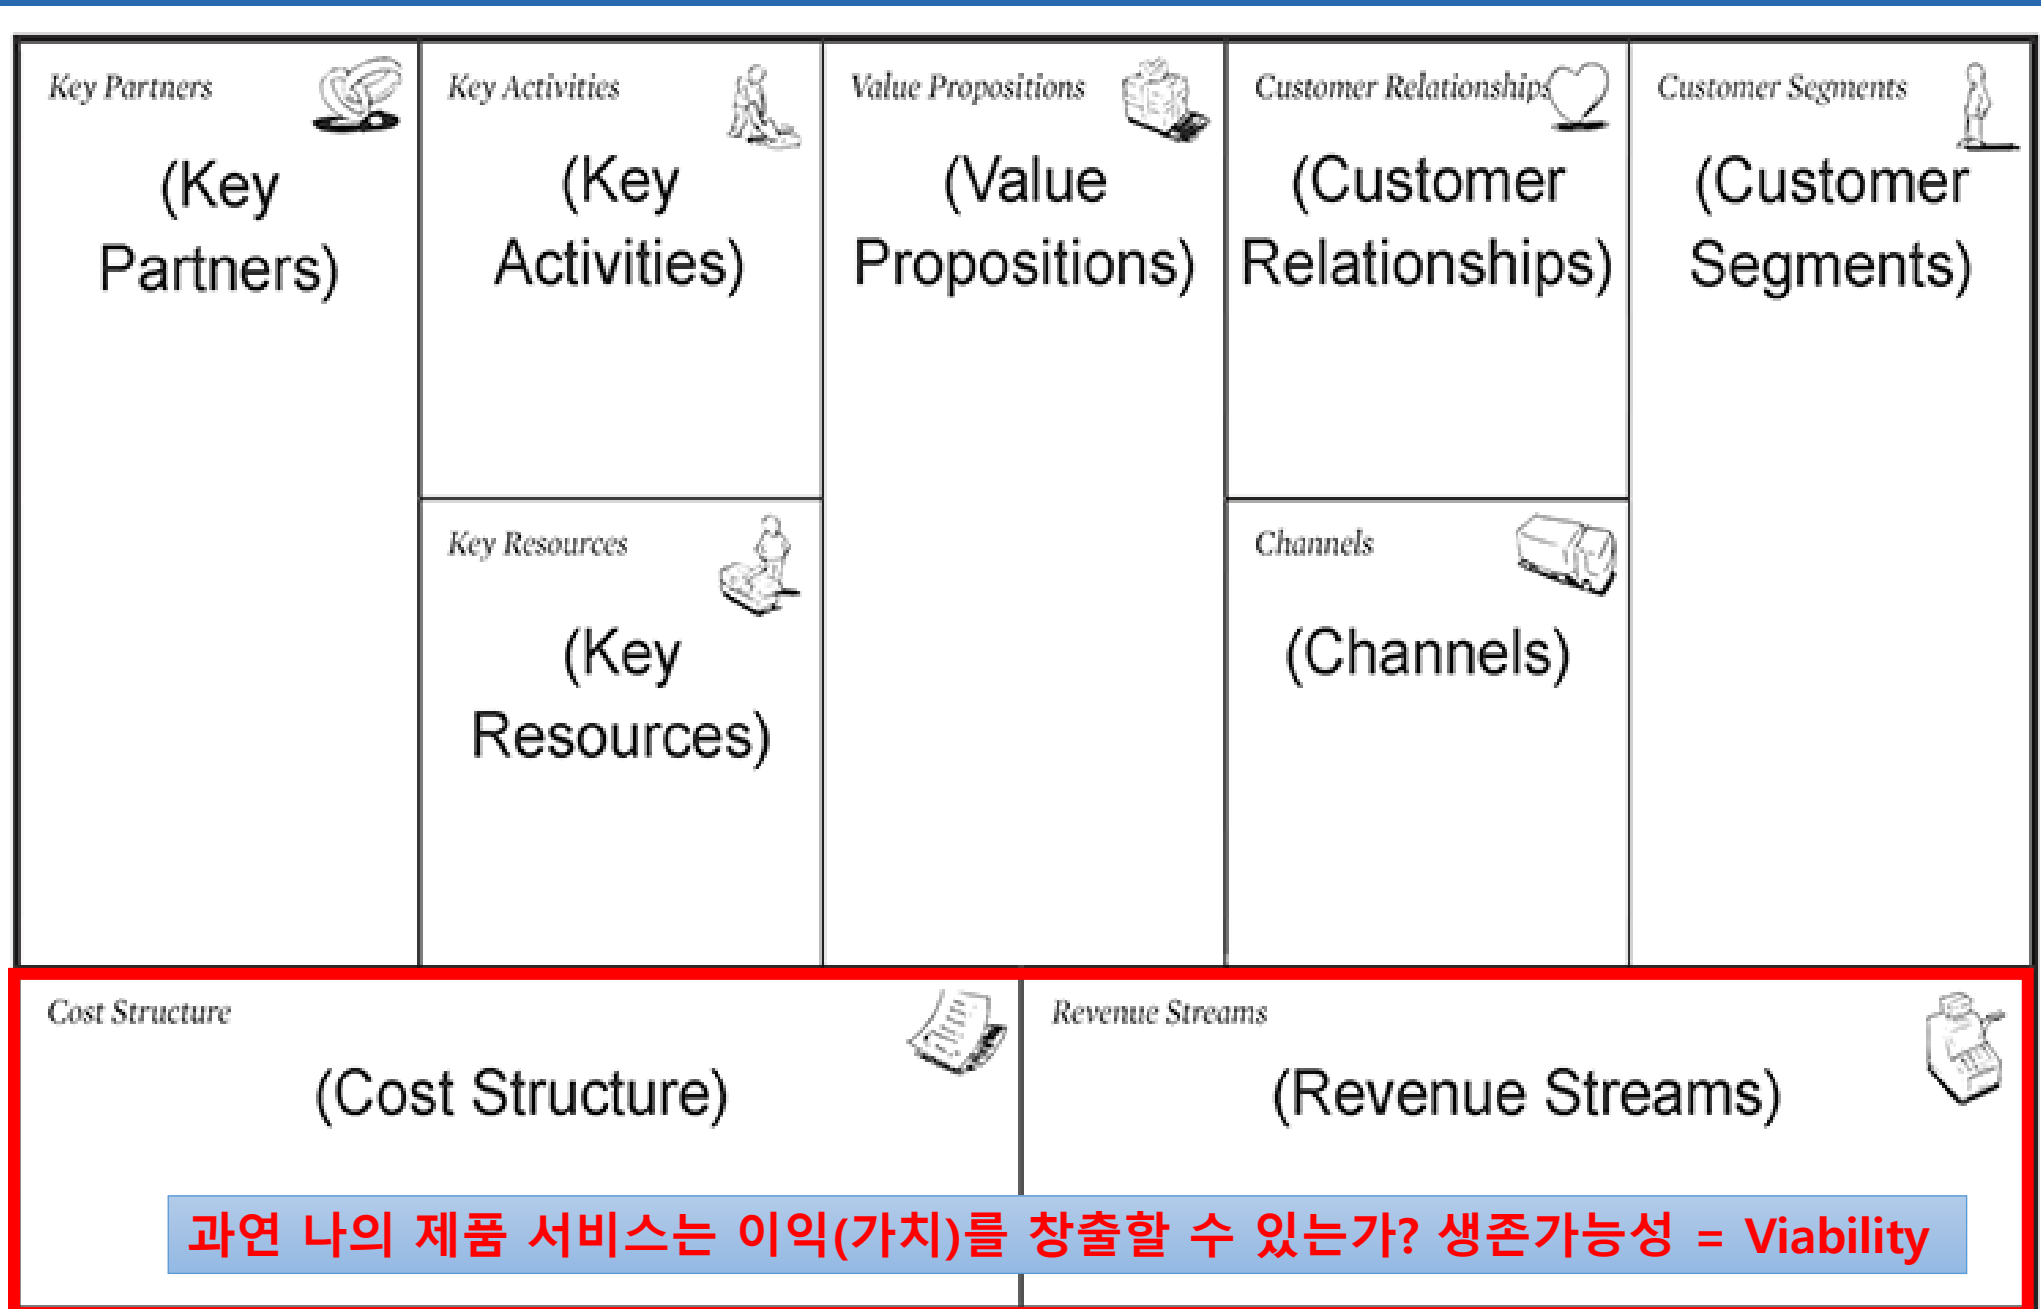 Key Partners
(Key
Partners)
Key Activities
(Key
Activities)
Key Resources
(Key
Resources)
Value Propositions
(Value
Propositions)
Customer Relationships
(Customer
Relationships)
Channels
(Channels)
Customer Segments
(Customer
Segments)
Cost Structure
(Cost Structure)
Revenue Streams
(Revenue Streams)
과연 나의 제품 서비스는 이익(가치)를 창출할 수 있는가? 생존가능성 = Viability